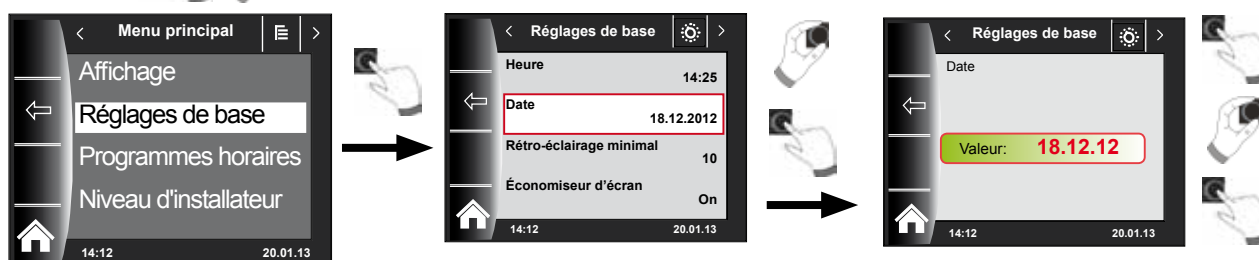 Menu principal
Affichage
Réglages de base
Programmes horaires
Niveau d'installateur
14:12 20.01.13
Réglages de base
Heure
14:25
Date
18.12.2012
Rétro-éclairage minimal
10
Économiseur d’écran
On
14:12 20.01.13
Réglages de base
Date
Valeur: 18.12.12
14:12 20.01.13